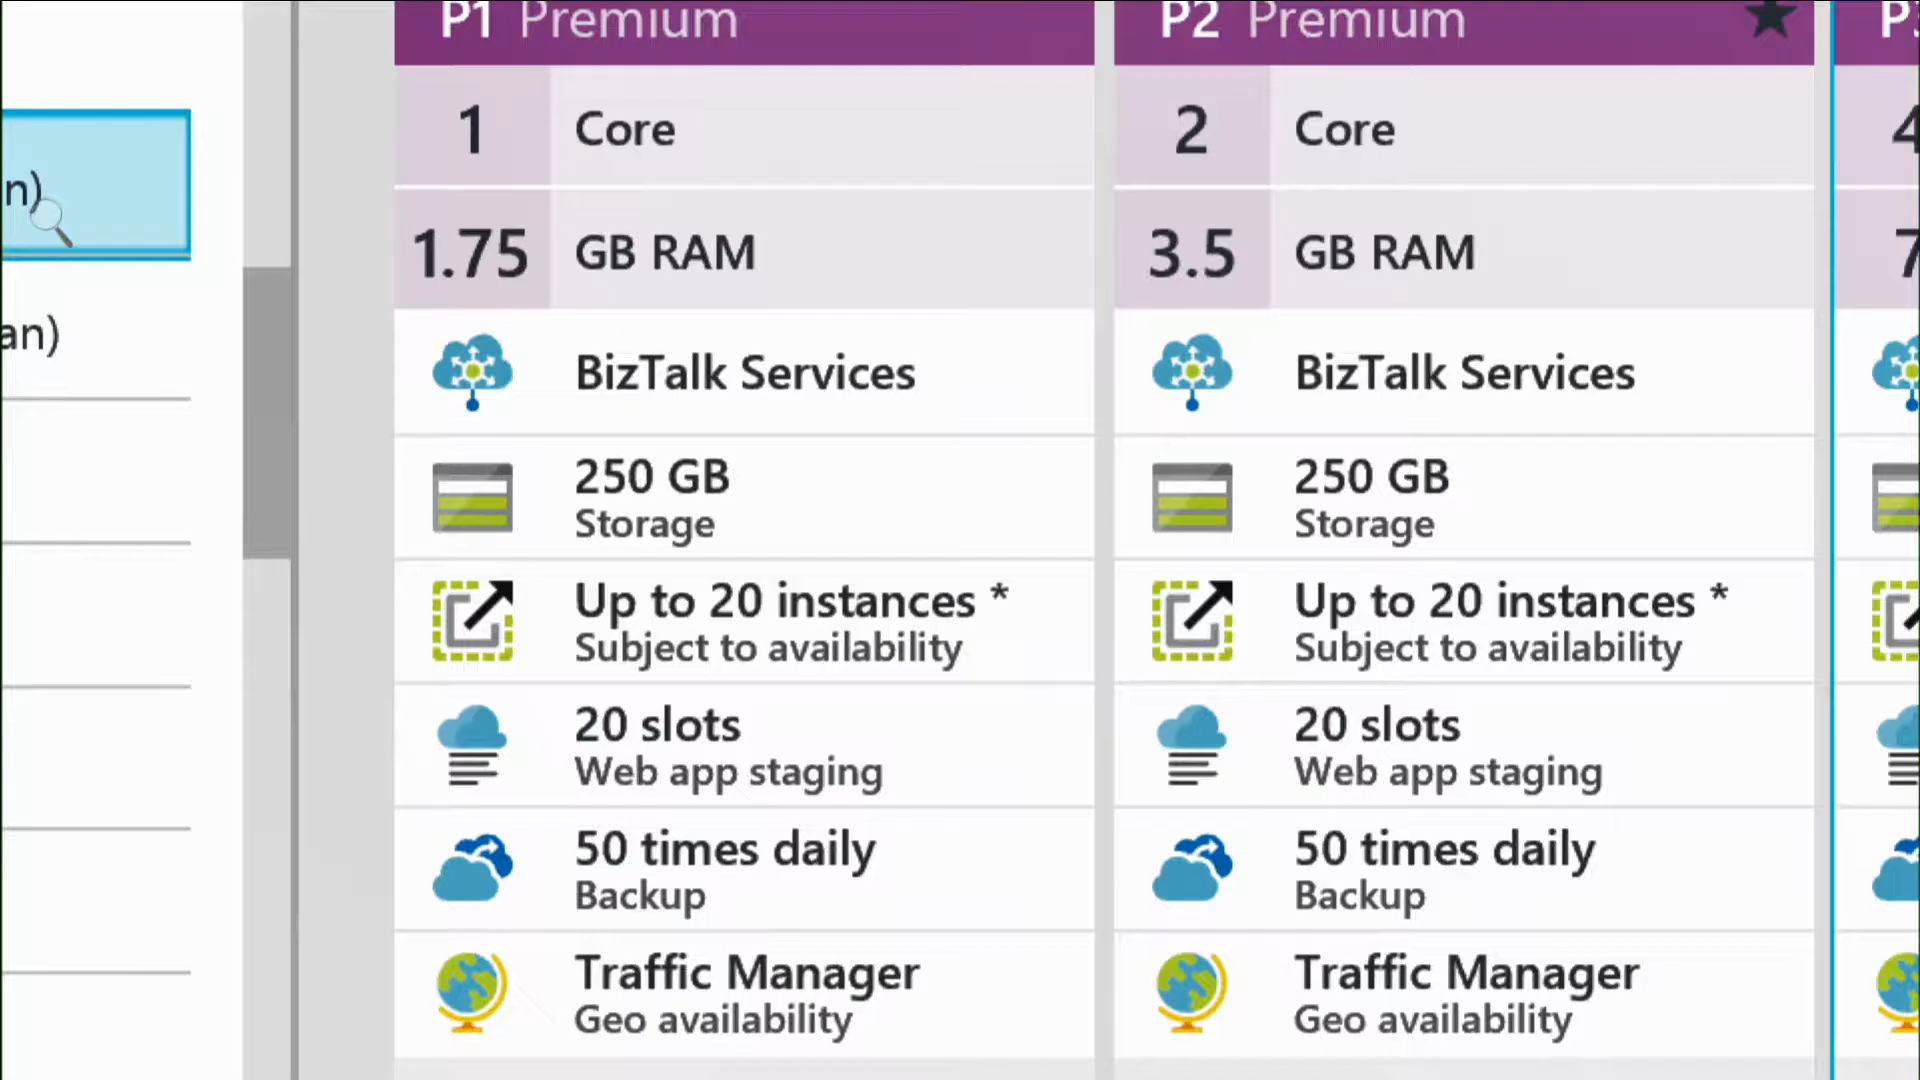 n)
an)
P1 Premium
1 Core
1.75 GB RAM
BizTalk Services
250 GB
Storage
Up to 20 instances *
Subject to availability
20 slots
Web app staging
50 times daily
Backup
Traffic Manager
Geo availability
P2 Premium
2 Core
3.5 GB RAM
BizTalk Services
250 GB
Storage
Up to 20 instances *
Subject to availability
20 slots
Web app staging
50 times daily
Backup
Traffic Manager
Geo availability
4
7